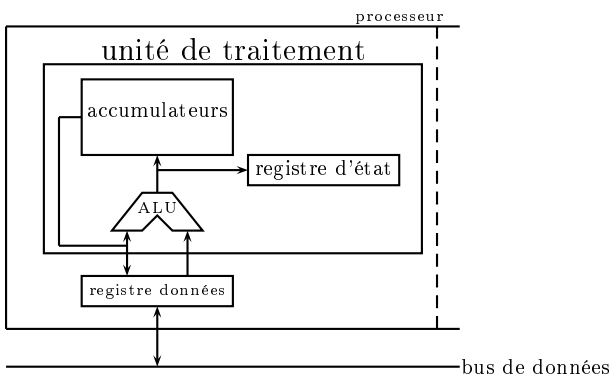 processeur
unité de traitement
accumulateurs
registre d'état
ALU
registre données
bus de données